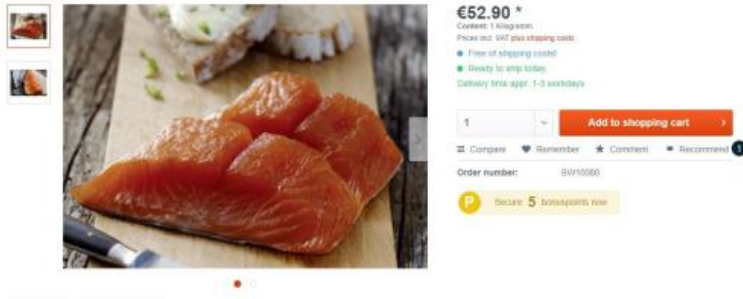 €52.90 *
Content: 1 Kilogramm
Prices incl. VAT plus shipping costs
Free of shipping costs!
Ready to ship today,
Delivery time appr. 1-3 workdays
1
Add to shopping cart
Compare Remember Comment Recommend 1
Order number:
P Secure 5 bonuspoints now